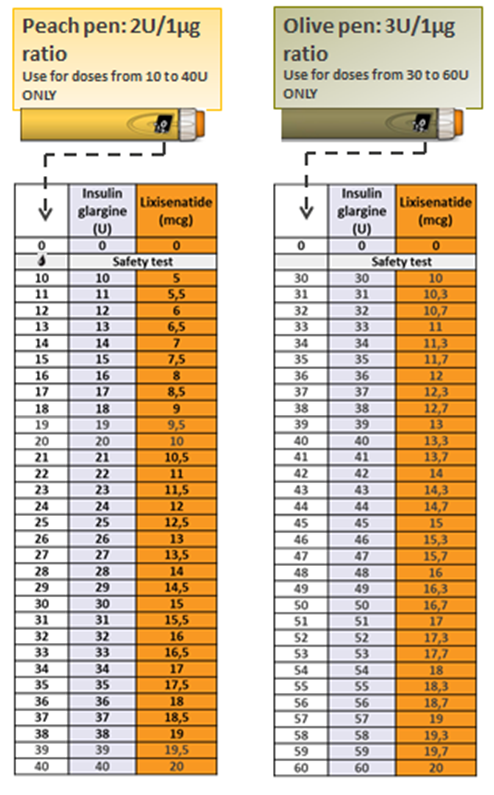 Peach pen: 2U/1µg
ratio
Use for doses from 10 to 40U
ONLY
Insulin
glargine
(U)
Lixisenatide
(mcg)
0 0 0
Safety test
10 10 5
11 11 5,5
12 12 6
13 13 6,5
14 14 7
15 15 7,5
16 16 8
17 17 8,5
18 18 9
19 19 9,5
20 20 10
21 21 10,5
22 22 11
23 23 11,5
24 24 12
25 25 12,5
26 26 13
27 27 13,5
28 28 14
29 29 14,5
30 30 15
31 31 15,5
32 32 16
33 33 16,5
34 34 17
35 35 17,5
36 36 18
37 37 18,5
38 38 19
39 39 19,5
40 40 20
Olive pen: 3U/1µg
ratio
Use for doses from 30 to 60U
ONLY
Insulin
glargine
(U)
Lixisenatide
(mcg)
0 0 0
Safety test
30 30 10
31 31 10,3
32 32 10,7
33 33 11
34 34 11,3
35 35 11,7
36 36 12
37 37 12,3
38 38 12,7
39 39 13
40 40 13,3
41 41 13,7
42 42 14
43 43 14,3
44 44 14,7
45 45 15
46 46 15,3
47 47 15,7
48 48 16
49 49 16,3
50 50 16,7
51 51 17
52 52 17,3
53 53 17,7
54 54 18
55 55 18,3
56 56 18,7
57 57 19
58 58 19,3
59 59 19,7
60 60 20